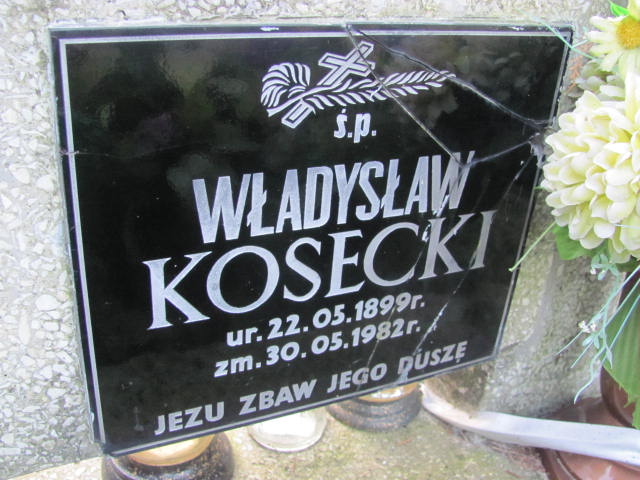 ś.p.
WŁADYSŁAW
KOSECKI
ur. 22.05.1899r.
zm. 30.05.1982r.
JEZU ZBAW JEGO DUSZĘ